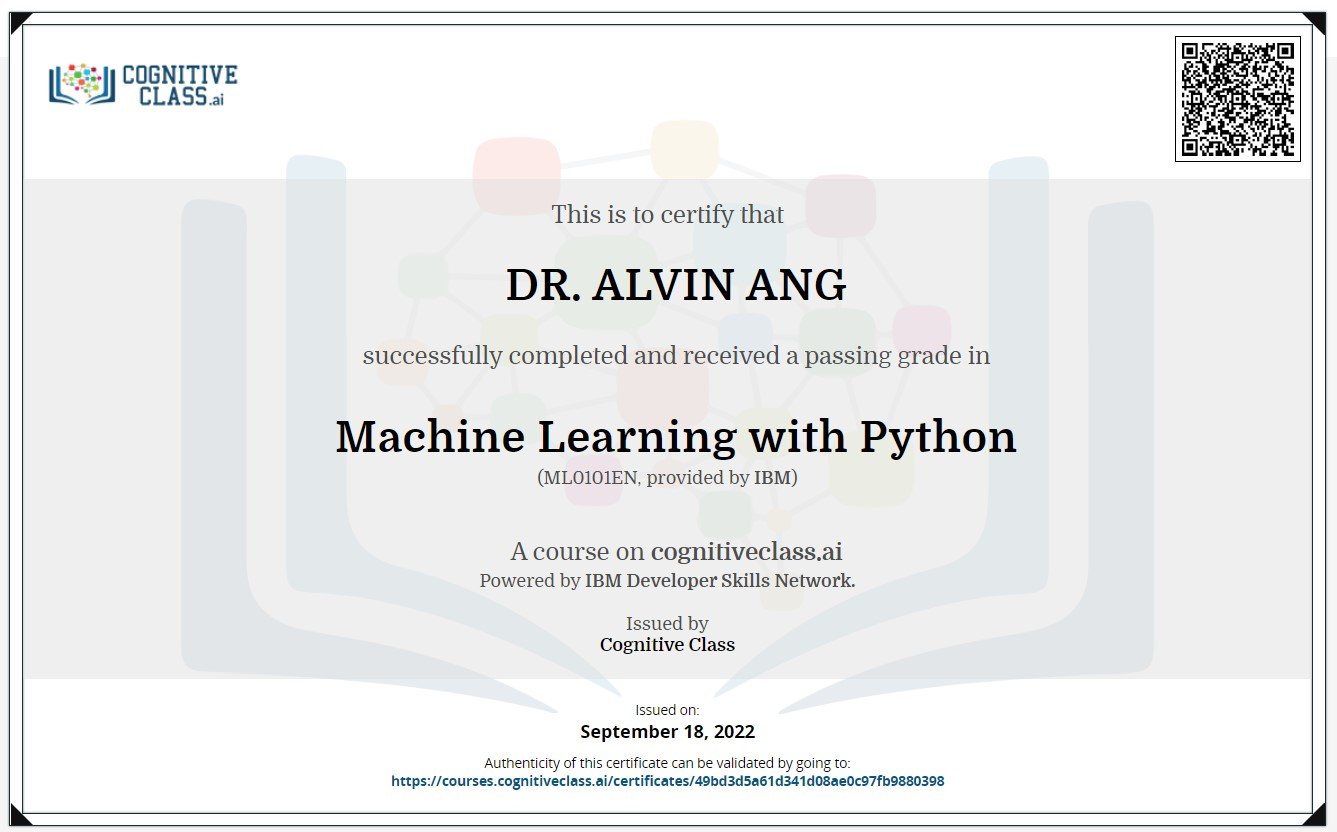 COGNITIVE
CLASS.ai
This is to certify that
DR. ALVIN ANG
successfully completed and received a passing grade in
Machine Learning with Python
(ML0101EN, provided by IBM)
A course on cognitiveclass.ai
Powered by IBM Developer Skills Network.
Issued by
Cognitive Class
Issued on:
September 18, 2022
Authenticity of this certificate can be validated by going to:
https://courses.cognitiveclass.ai/certificates/49bd3d5a61d341d08ae0c97fb9880398